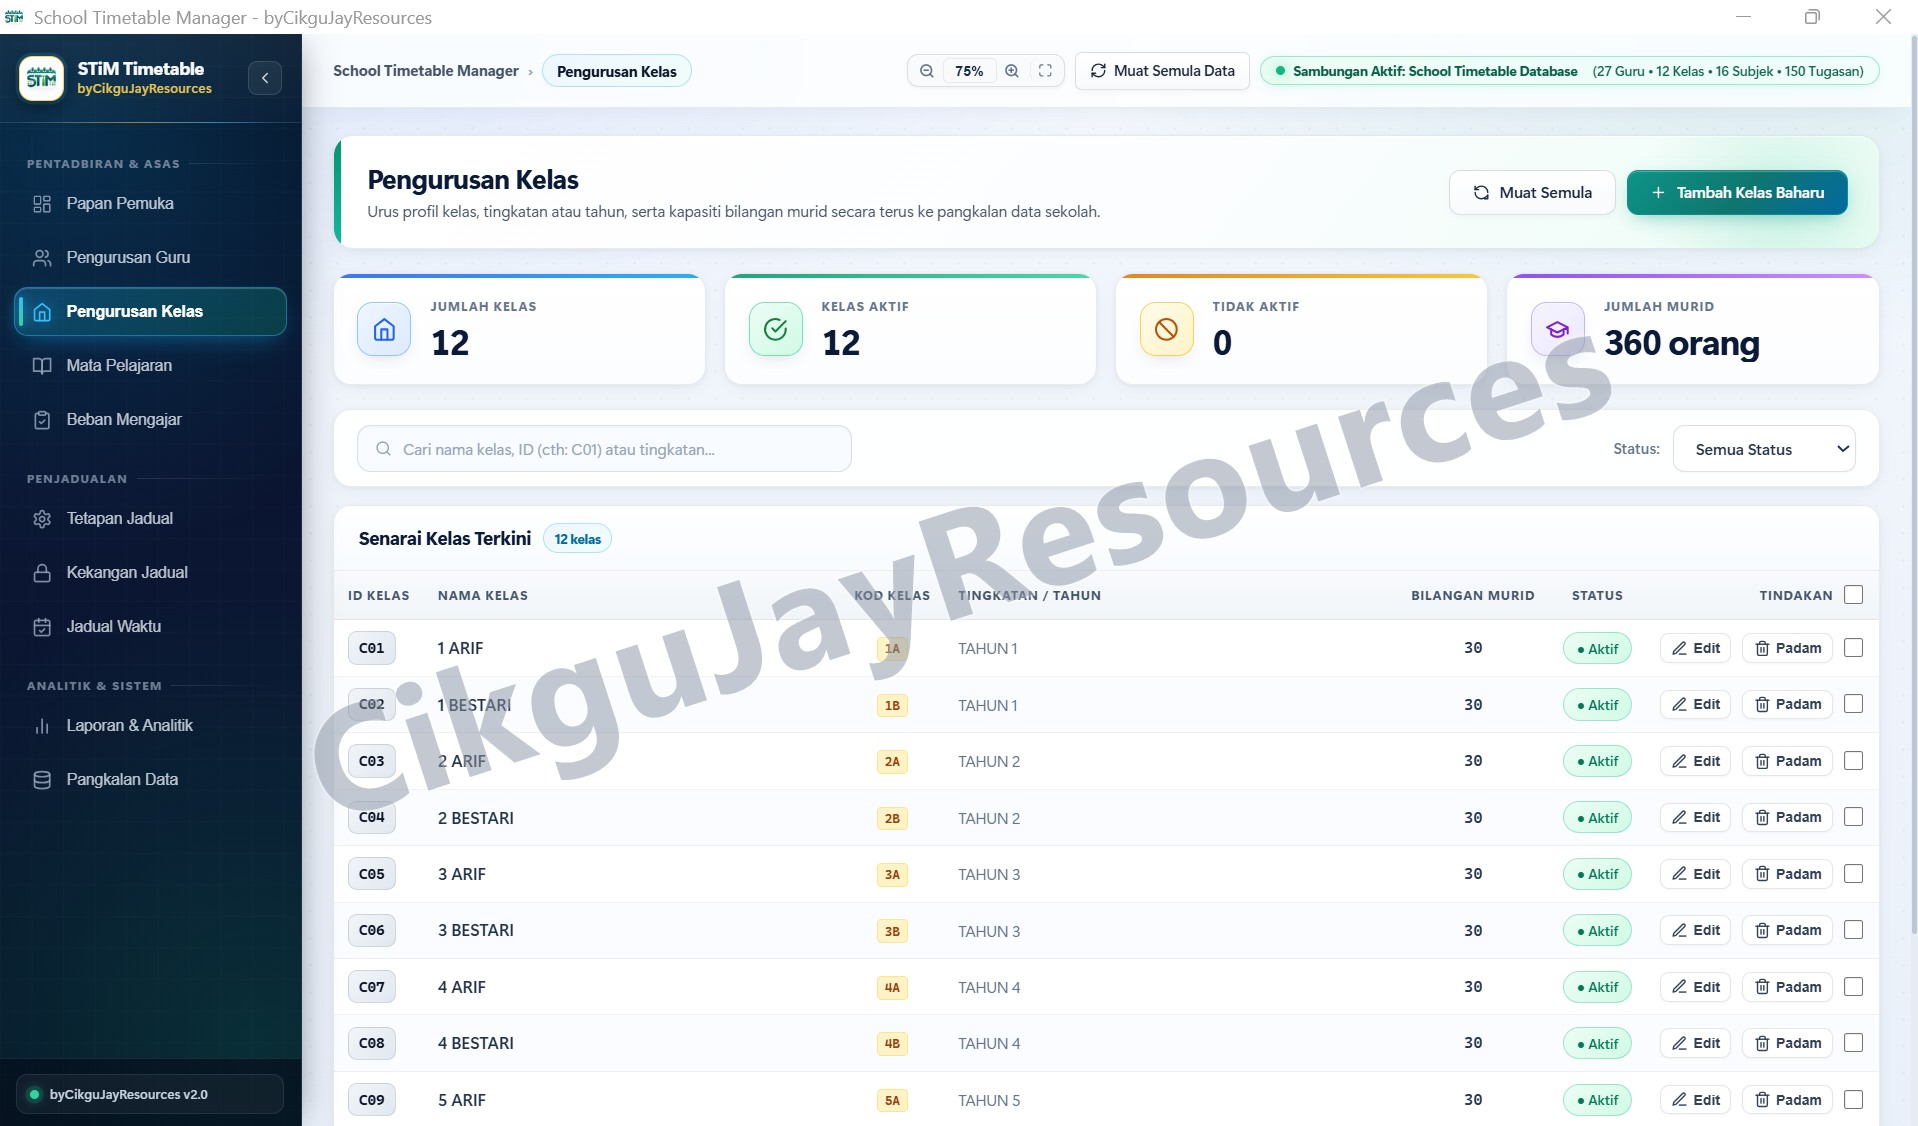 School Timetable Manager - byCikguJayResources
STiM Timetable
byCikguJayResources
PENTADBIRAN & ASAS
Papan Pemuka
Pengurusan Guru
Pengurusan Kelas
Mata Pelajaran
Beban Mengajar
PENJADUALAN
Tetapan Jadual
Kekangan Jadual
Jadual Waktu
ANALITIK & SISTEM
Laporan & Analitik
Pangkalan Data
byCikguJayResources v2.0
School Timetable Manager › Pengurusan Kelas
75%
Muat Semula Data
Sambungan Aktif: School Timetable Database (27 Guru • 12 Kelas • 16 Subjek • 150 Tugasan)
Pengurusan Kelas
Urus profil kelas, tingkatan atau tahun, serta kapasiti bilangan murid secara terus ke pangkalan data sekolah.
Muat Semula
+ Tambah Kelas Baharu
JUMLAH KELAS
12
KELAS AKTIF
12
TIDAK AKTIF
0
JUMLAH MURID
360 orang
Cari nama kelas, ID (cth: C01) atau tingkatan...
Status: Semua Status
Senarai Kelas Terkini 12 kelas
ID KELAS NAMA KELAS KOD KELAS TINGKATAN / TAHUN BILANGAN MURID STATUS TINDAKAN
C01 1 ARIF 1A TAHUN 1 30 • Aktif Edit Padam
C02 1 BESTARI 1B TAHUN 1 30 • Aktif Edit Padam
C03 2 ARIF 2A TAHUN 2 30 • Aktif Edit Padam
C04 2 BESTARI 2B TAHUN 2 30 • Aktif Edit Padam
C05 3 ARIF 3A TAHUN 3 30 • Aktif Edit Padam
C06 3 BESTARI 3B TAHUN 3 30 • Aktif Edit Padam
C07 4 ARIF 4A TAHUN 4 30 • Aktif Edit Padam
C08 4 BESTARI 4B TAHUN 4 30 • Aktif Edit Padam
C09 5 ARIF 5A TAHUN 5 30 • Aktif Edit Padam
CikguJayResources